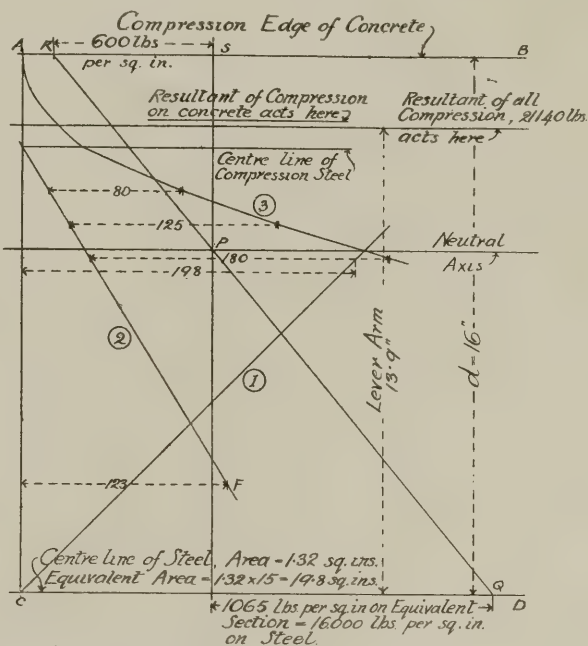 Compression Edge of Concrete
A
R
600 lbs
per sq. in.
S
B
Resultant of Compression
on concrete acts here
Resultant of all
Compression, 21140 lbs.
acts here
Centre line of
Compression Steel
80
3
125
P
Neutral
Axis
180
198
2
1
Lever Arm
13·9"
d=16"
123
F
Centre line of Steel, Area = 1·32 sq. ins.
Equivalent Area = 1·32 x 15 = 19·8 sq. ins.
C
Q
D
1065 lbs per sq. in on Equivalent
Section = 16.000 lbs. per sq. in.
on Steel.